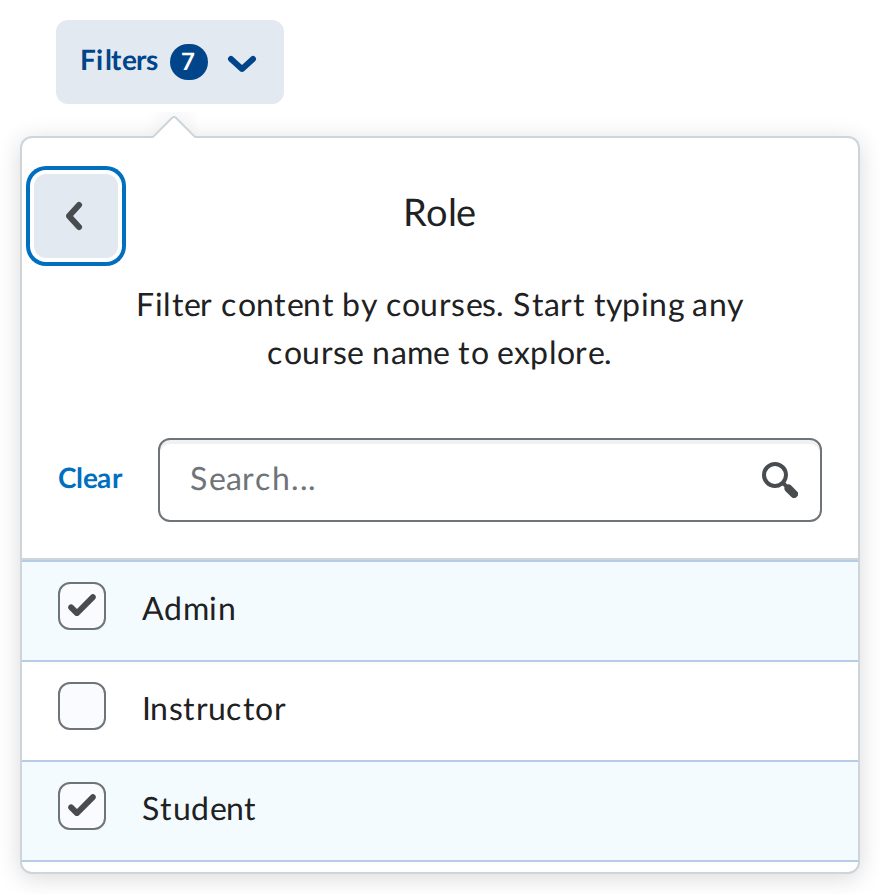 Filters 7
Role
Filter content by courses. Start typing any
course name to explore.
Clear
Search...
Admin
Instructor
Student